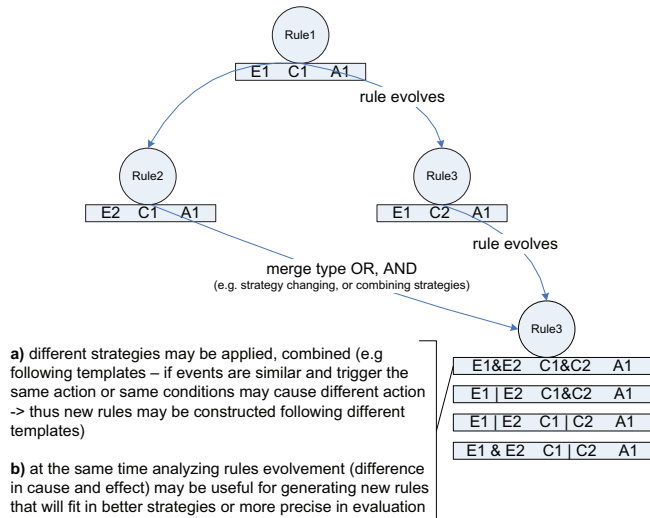 Rule1
E1 C1 A1
rule evolves
Rule2
E2 C1 A1
Rule3
E1 C2 A1
rule evolves
merge type OR, AND
(e.g. strategy changing, or combining strategies)
Rule3
E1&E2 C1&C2 A1
E1 | E2 C1&C2 A1
E1 | E2 C1 | C2 A1
E1 & E2 C1 | C2 A1
a) different strategies may be applied, combined (e.g
following templates – if events are similar and trigger the
same action or same conditions may cause different action
-> thus new rules may be constructed following different
templates)
b) at the same time analyzing rules evolvement (difference
in cause and effect) may be useful for generating new rules
that will fit in better strategies or more precise in evaluation